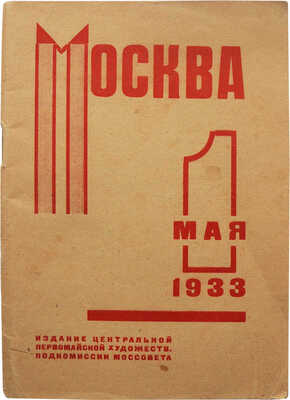 МОСКВА
1
МАЯ
1933
ИЗДАНИЕ ЦЕНТРАЛЬНОЙ
ПЕРВОМАЙСКОЙ ХУДОЖЕСТВ.
ПОДКОМИССИИ МОССОВЕТА